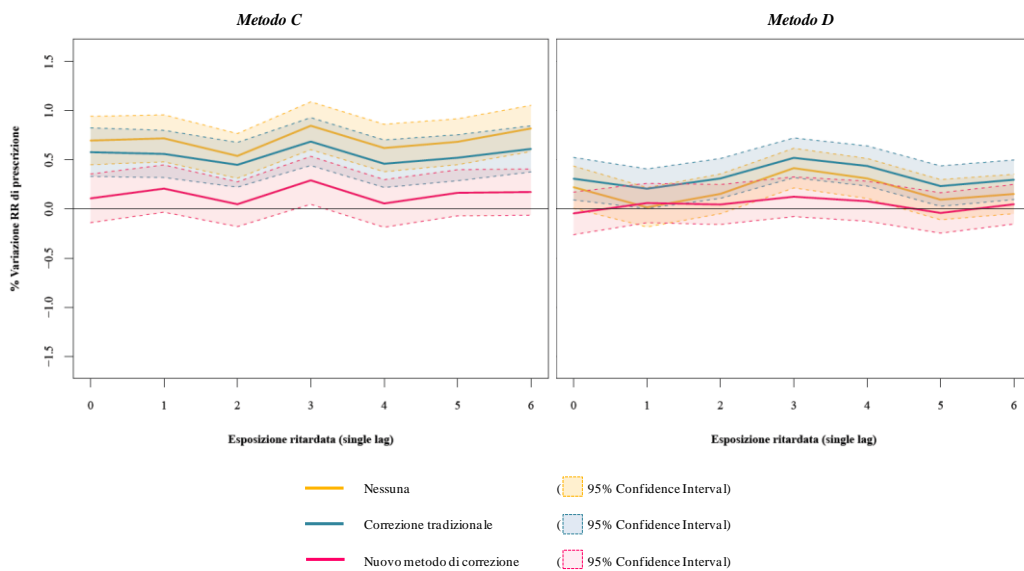 Metodo C
Metodo D
% Variazione RR di prescrizione
1.5
1.0
0.5
0.0
-0.5
-1.0
-1.5
0 1 2 3 4 5 6
0 1 2 3 4 5 6
Esposizione ritardata (single lag)
Esposizione ritardata (single lag)
Nessuna ( 95% Confidence Interval)
Correzione tradizionale ( 95% Confidence Interval)
Nuovo metodo di correzione ( 95% Confidence Interval)